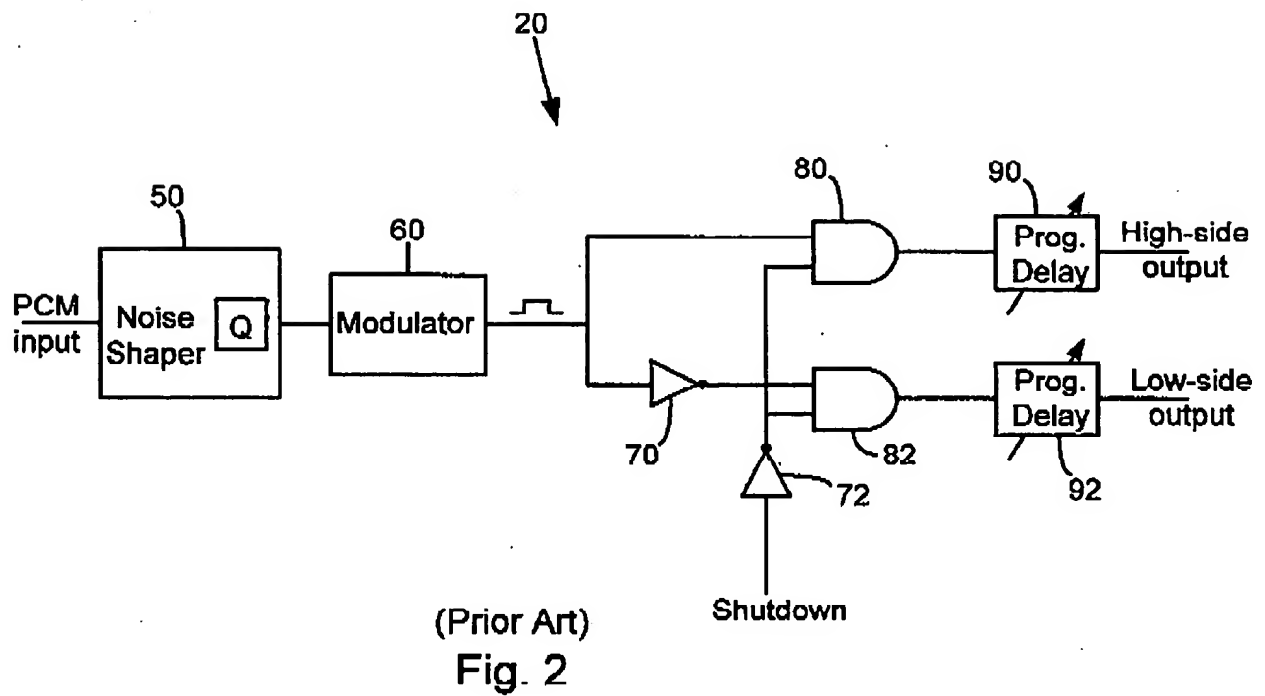 20
50
60
80
90
PCM
input
Noise
Shaper
Q
Modulator
Prog.
Delay
High-side
output
70
72
82
Prog.
Delay
92
Low-side
output
Shutdown
(Prior Art)
Fig. 2